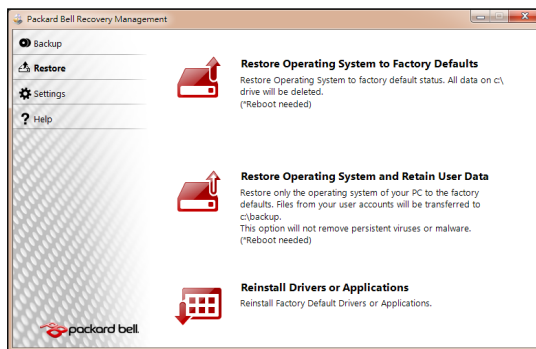 Packard Bell Recovery Management
Backup
Restore
Settings
? Help
Restore Operating System to Factory Defaults
Restore Operating System to factory default status. All data on c:\
drive will be deleted.
(*Reboot needed)
Restore Operating System and Retain User Data
Restore only the operating system of your PC to the factory
defaults. Files from your user accounts will be transferred to
c:\backup.
This option will not remove persistent viruses or malware.
(*Reboot needed)
Reinstall Drivers or Applications
Reinstall Factory Default Drivers or Applications.
packard bell.